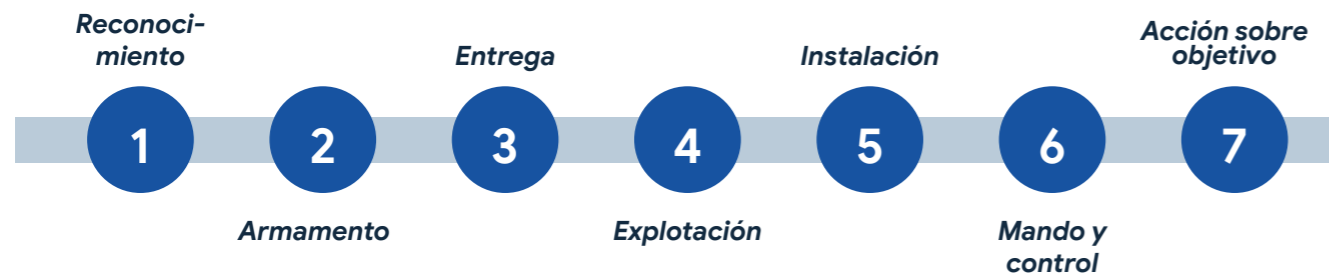 Reconoci-
miento
1
2
Armamento
Entrega
3
4
Explotación
Instalación
5
6
Mando y
control
Acción sobre
objetivo
7